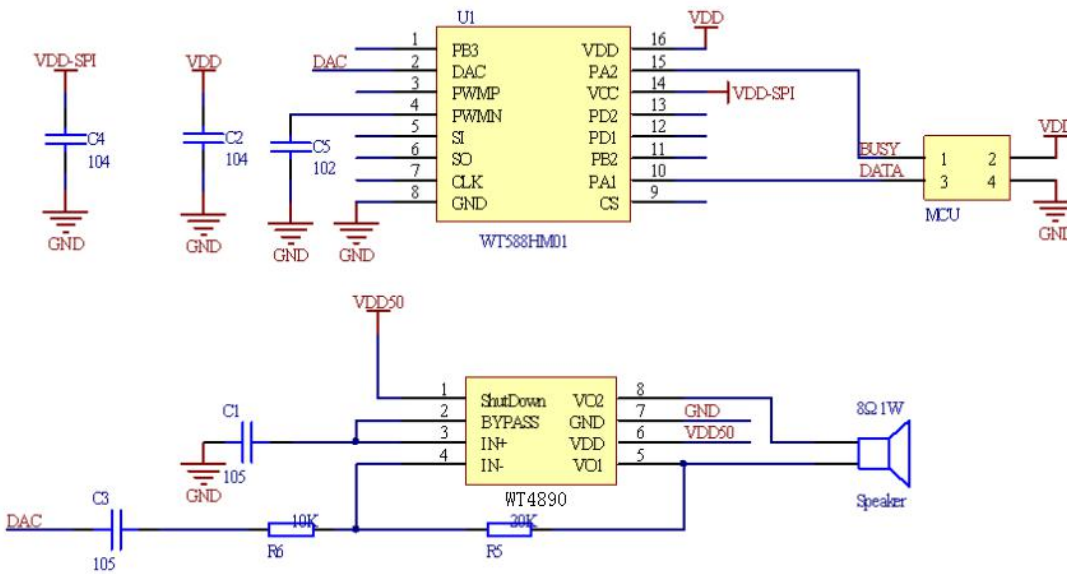 U1
VDD
1 PB3 VDD 16
DAC 2 DAC PA2 15
3 PWMP VCC 14 VDD-SPI
4 PWMN PD2 13
5 SI PD1 12
6 SO PB2 11
7 CLK PA1 10
8 GND CS 9
WT588HM01
VDD-SPI
C4
104
GND
VDD
C2
104
GND
C5
102
GND
GND
BUSY
DATA
1 2
3 4
MCU
VDD
GND
VDD50
1 ShutDown VO2 8
2 BYPASS GND 7 GND
3 IN+ VDD 6 VDD50
4 IN- VO1 5
WT4890
C1
105
GND
8Ω1W
Speaker
DAC
C3
105
10K
R6
20K
R5